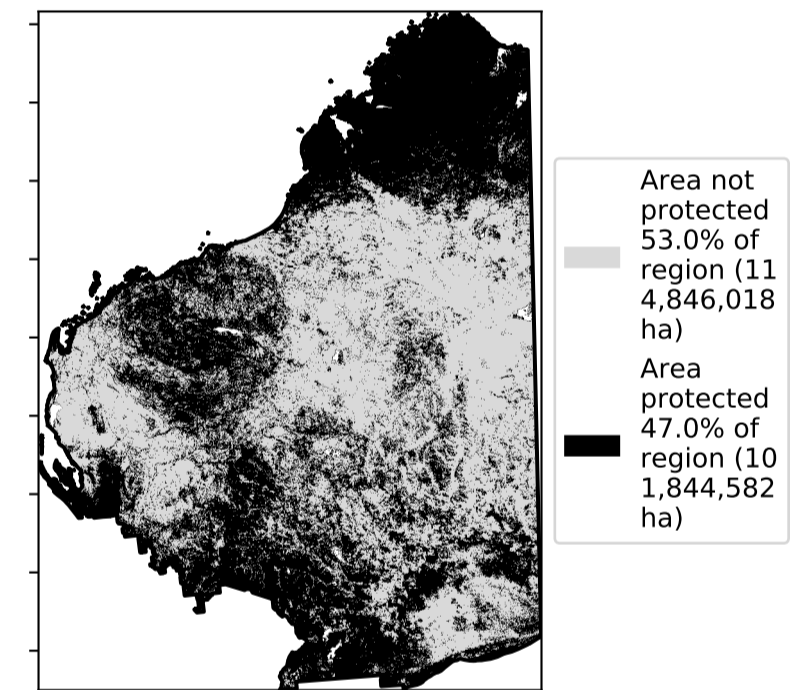 Area not
protected
53.0% of
region (11
4,846,018
ha)
Area
protected
47.0% of
region (10
1,844,582
ha)